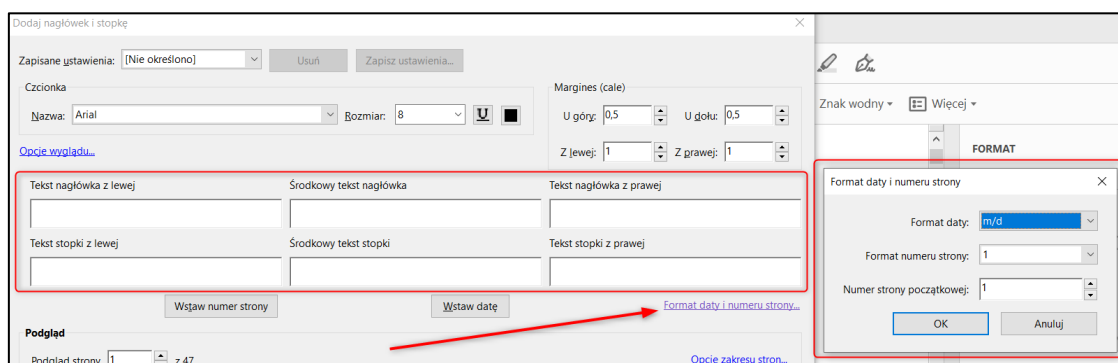 Dodaj nagłówek i stopkę
Zapisane ustawienia: [Nie określono] Usuń Zapisz ustawienia...
Czcionka
Nazwa: Arial Rozmiar: 8 U
Opcje wyglądu...
Margines (cale)
U góry: 0,5 U dołu: 0,5
Z lewej: 1 Z prawej: 1
Tekst nagłówka z lewej Środkowy tekst nagłówka Tekst nagłówka z prawej
Tekst stopki z lewej Środkowy tekst stopki Tekst stopki z prawej
Wstaw numer strony Wstaw datę Format daty i numeru strony...
Podgląd
Podgląd strony 1 z 47 Opcje zakresu stron...
Znak wodny Więcej
FORMAT
Format daty i numeru strony
Format daty: m/d
Format numeru strony: 1
Numer strony początkowej: 1
OK Anuluj